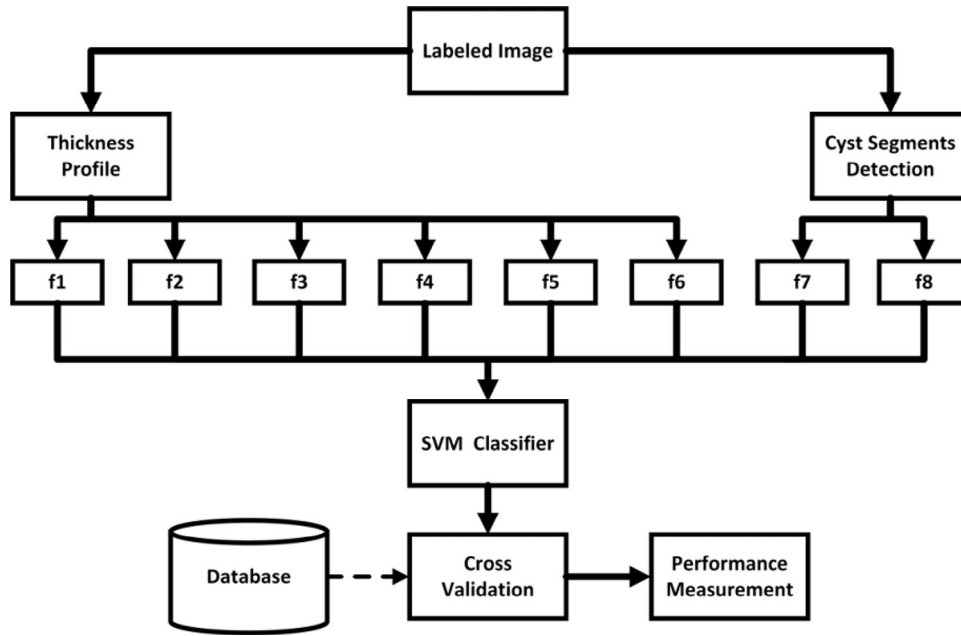 Labeled Image
Thickness
Profile
Cyst Segments
Detection
f1
f2
f3
f4
f5
f6
f7
f8
SVM Classifier
Database
Cross
Validation
Performance
Measurement